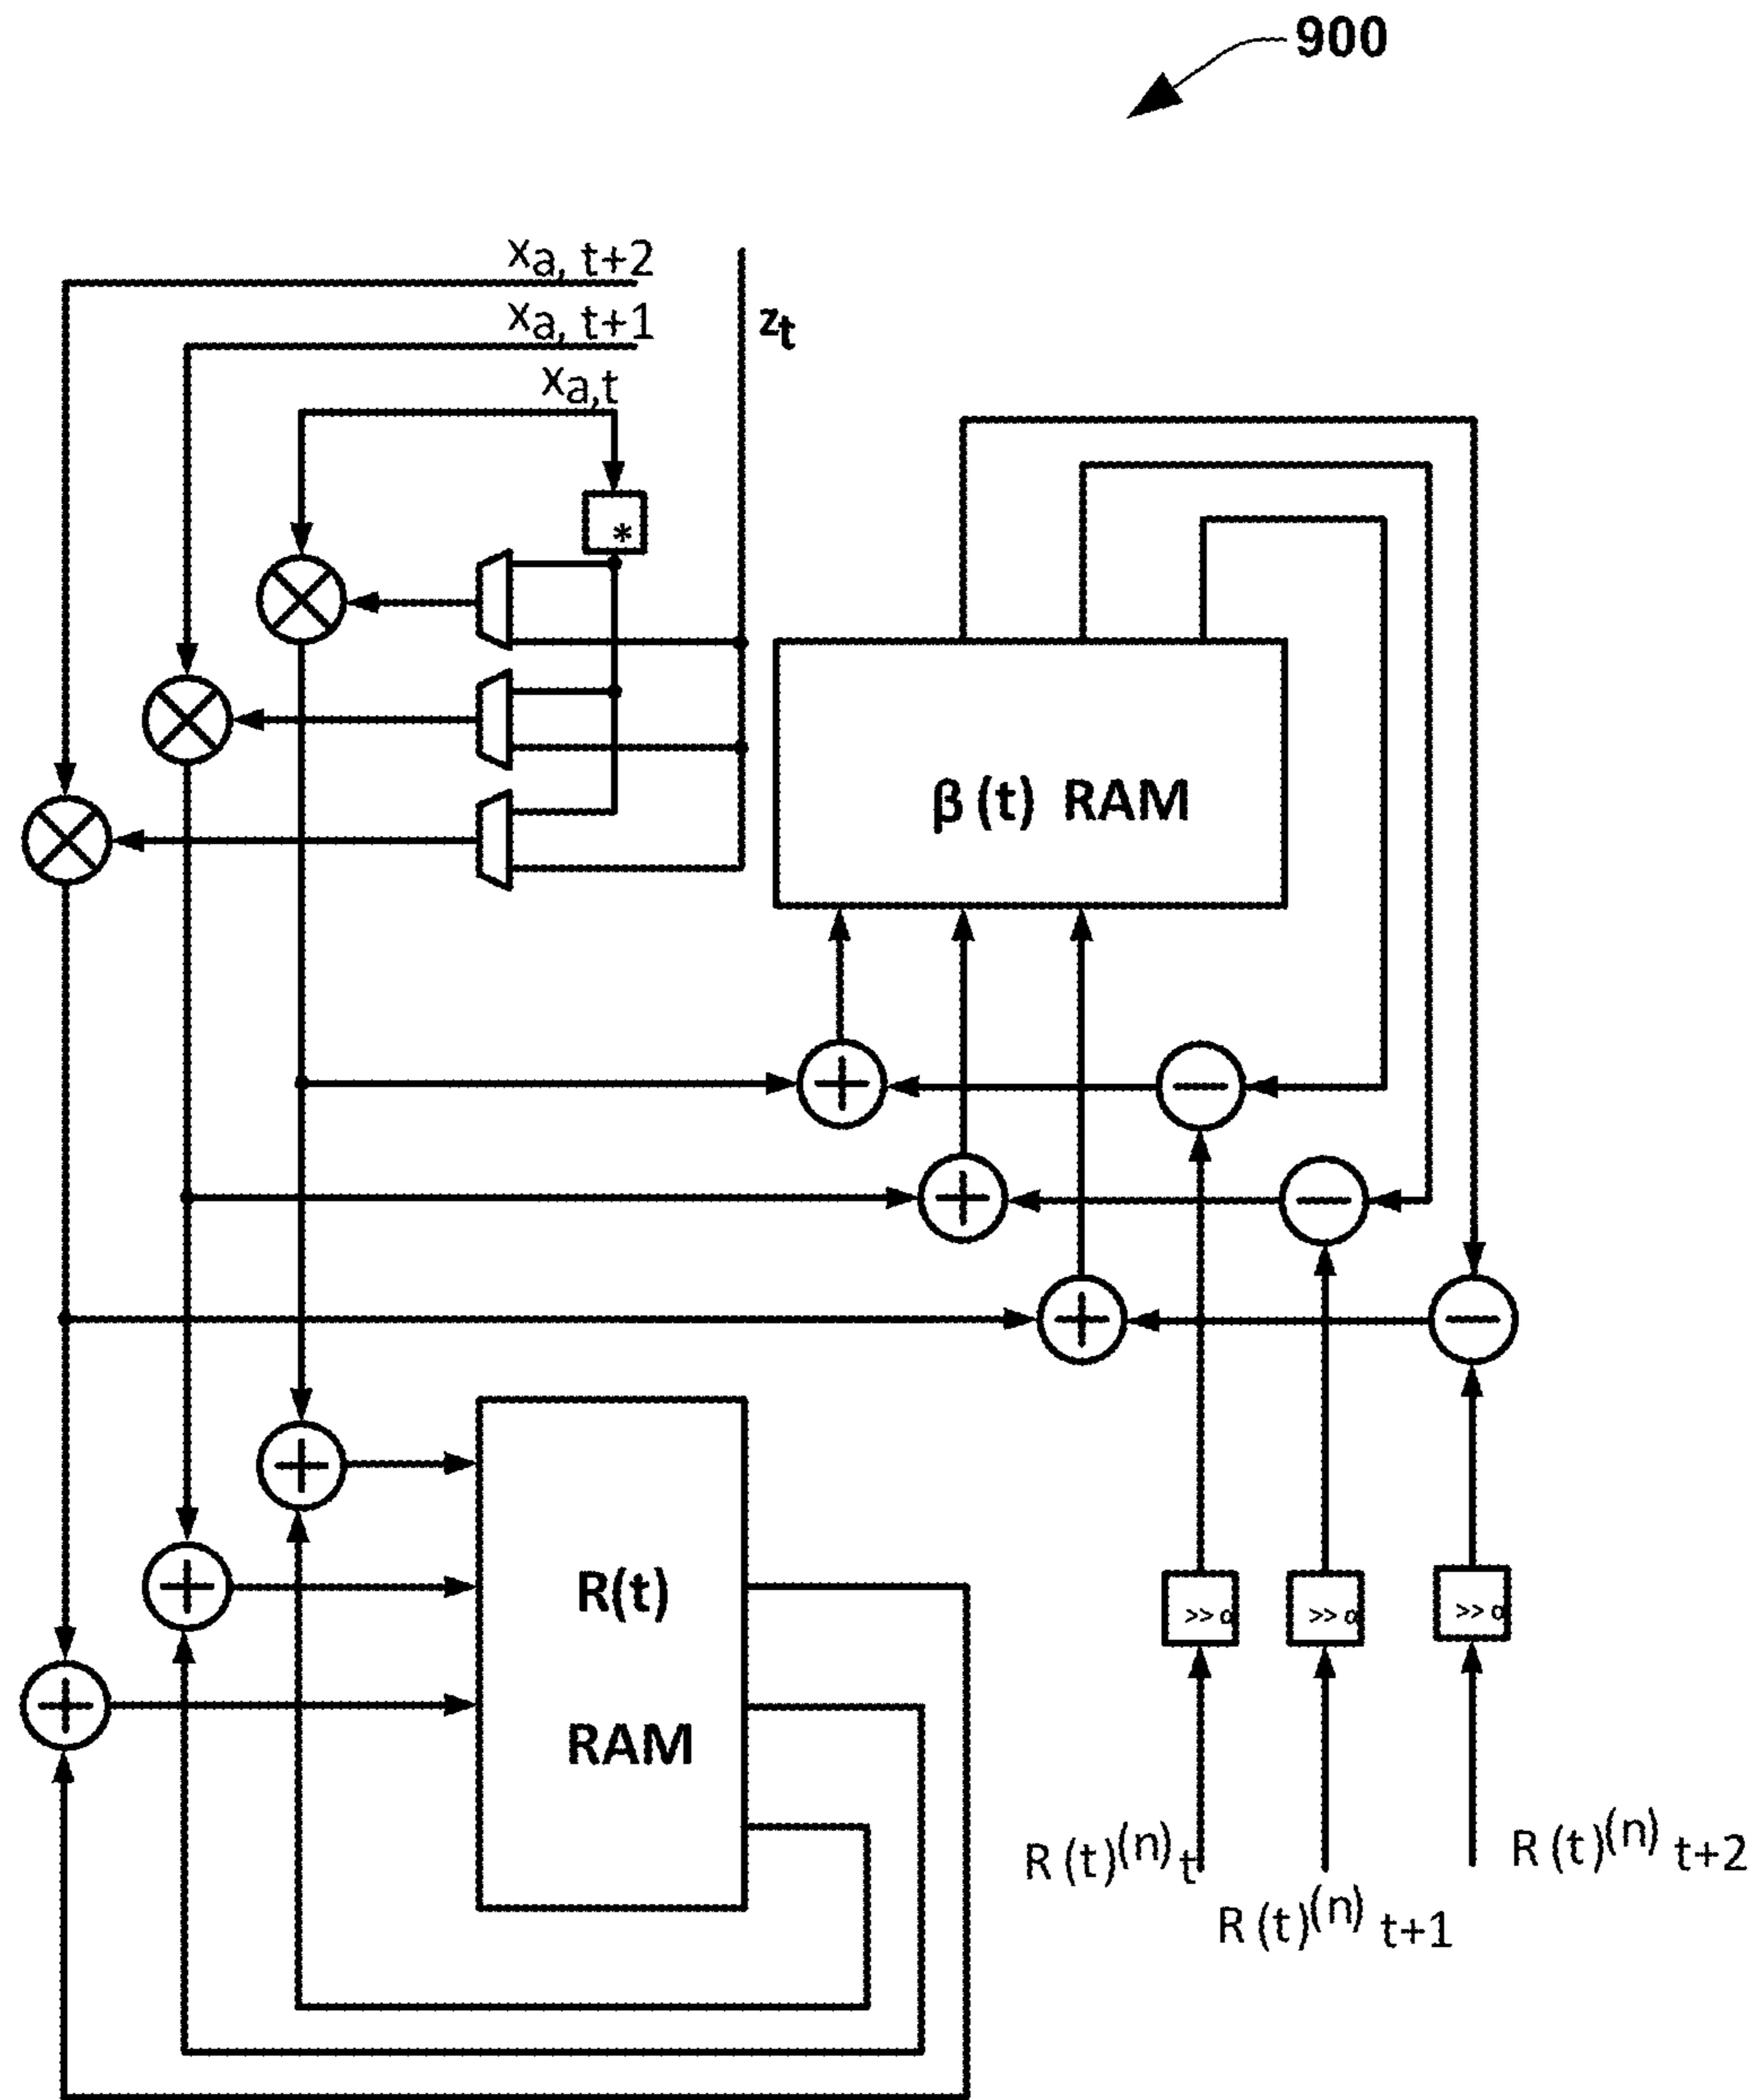 900
xa, t+2
xa, t+1
zt
xa,t
*
β (t) RAM
R(t)
RAM
>> α
>> α
>> α
R (t)(n) t
R (t)(n) t+1
R (t)(n) t+2